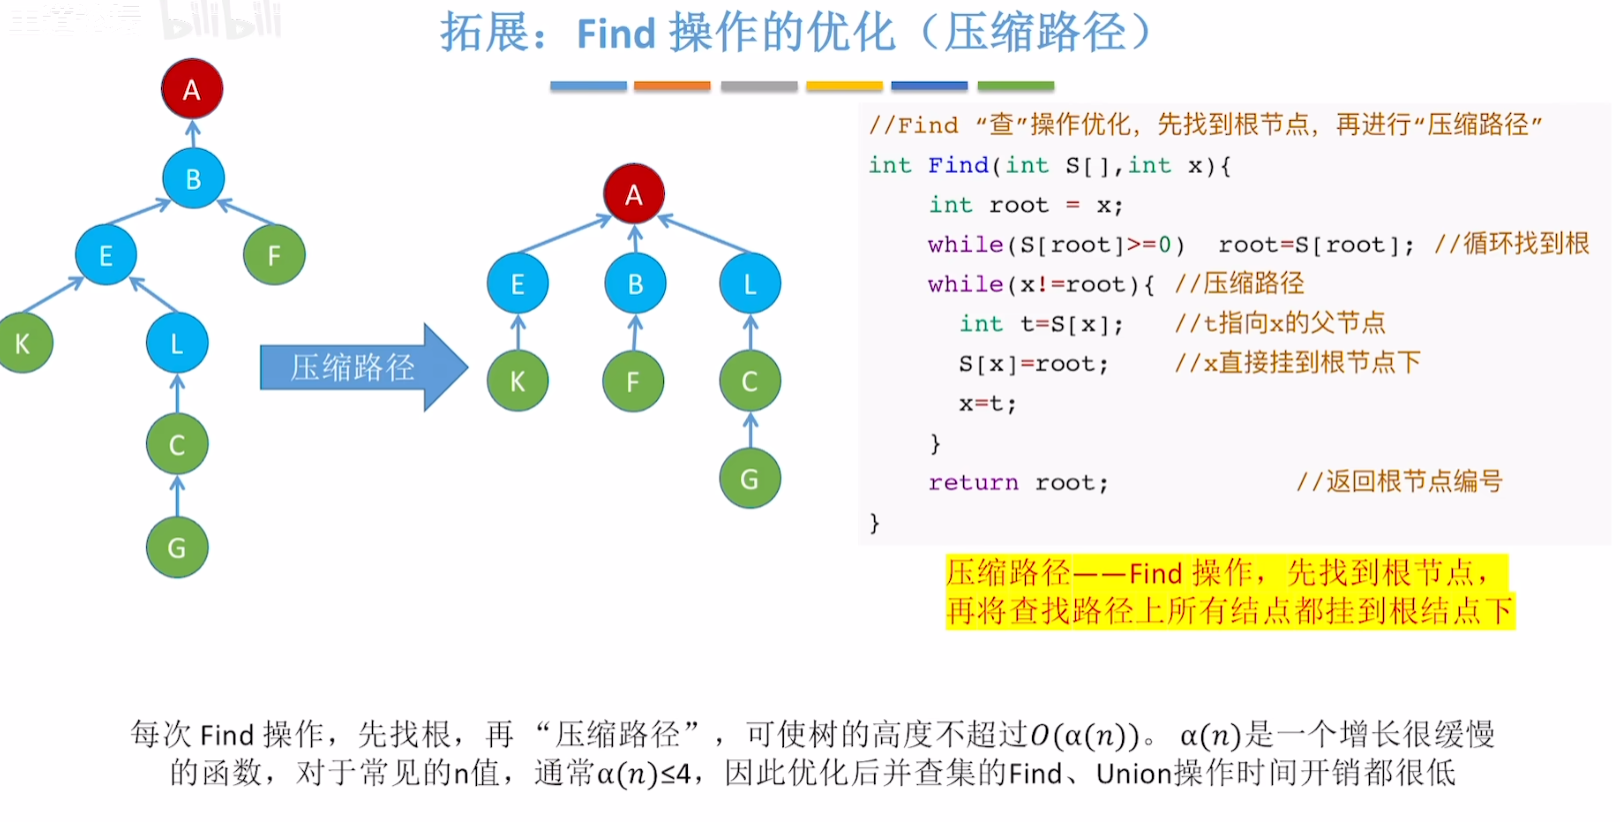 bilibili
拓展：Find 操作的优化（压缩路径）
A
B
E
F
K
L
C
G
压缩路径
A
E
B
L
K
F
C
G
//Find “查”操作优化，先找到根节点，再进行“压缩路径”
int Find(int S[],int x){
int root = x;
while(S[root]>=0) root=S[root]; //循环找到根
while(x!=root){ //压缩路径
int t=S[x]; //t指向x的父节点
S[x]=root; //x直接挂到根节点下
x=t;
}
return root; //返回根节点编号
}
压缩路径——Find 操作，先找到根节点，
再将查找路径上所有结点都挂到根结点下
每次 Find 操作，先找根，再 “压缩路径”，可使树的高度不超过O(α(n))。 α(n)是一个增长很缓慢
的函数，对于常见的n值，通常α(n)≤4，因此优化后并查集的Find、Union操作时间开销都很低